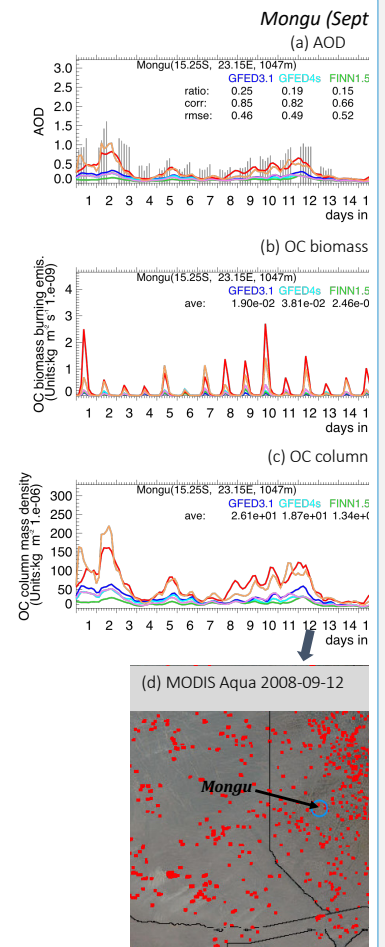 Mongu (Sept
(a) AOD
Mongu(15.25S, 23.15E, 1047m)
GFED3.1 GFED4s FINN1.5
ratio: 0.25 0.19 0.15
corr: 0.85 0.82 0.66
rmse: 0.46 0.49 0.52
AOD
3.0
2.5
2.0
1.5
1.0
0.5
0.0
1 2 3 4 5 6 7 8 9 10 11 12 13 14 1
days in
(b) OC biomass
Mongu(15.25S, 23.15E, 1047m)
GFED3.1 GFED4s FINN1.5
ave: 1.90e-02 3.81e-02 2.46e-0
OC biomass burning emis.
(Units:kg m⁻² s⁻¹ 1.e-09)
4
3
2
1
0
1 2 3 4 5 6 7 8 9 10 11 12 13 14 1
days in
(c) OC column
Mongu(15.25S, 23.15E, 1047m)
GFED3.1 GFED4s FINN1.5
ave: 2.61e+01 1.87e+01 1.34e+0
OC column mass density
(Units:kg m⁻² 1.e-06)
300
250
200
150
100
50
0
1 2 3 4 5 6 7 8 9 10 11 12 13 14 1
days in
(d) MODIS Aqua 2008-09-12
Mongu